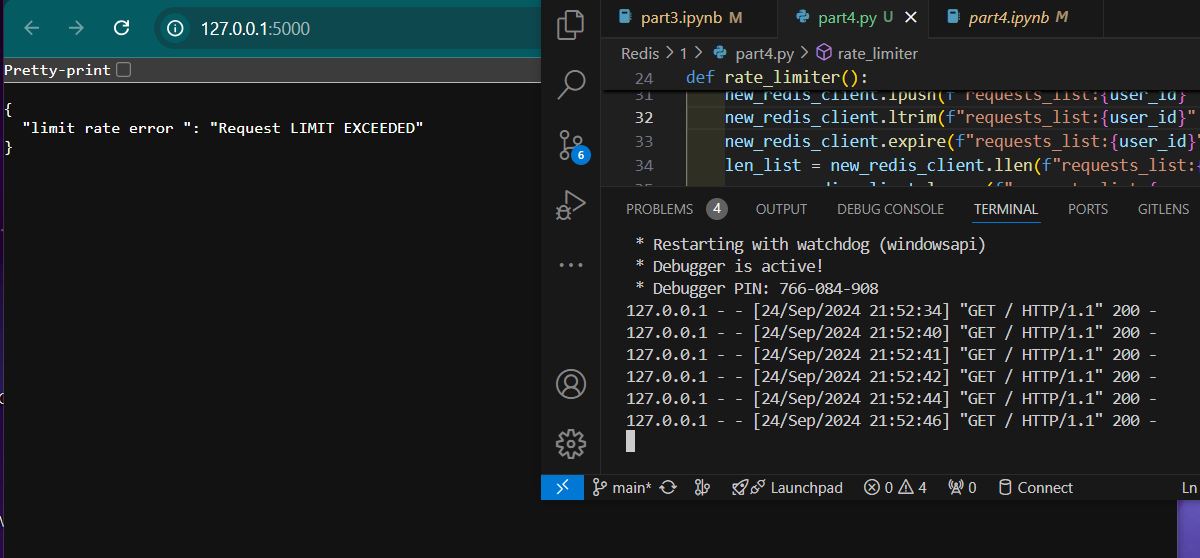 127.0.0.1:5000
Pretty-print
{
"limit rate error ": "Request LIMIT EXCEEDED"
}
part3.ipynb M
part4.py U
part4.ipynb M
Redis > 1 > part4.py > rate_limiter
24 def rate_limiter():
31 new_redis_client.lpush(f"requests_list:{user_id}"
32 new_redis_client.ltrim(f"requests_list:{user_id}"
33 new_redis_client.expire(f"requests_list:{user_id}"
34 len_list = new_redis_client.llen(f"requests_list:{
6
PROBLEMS 4 OUTPUT DEBUG CONSOLE TERMINAL PORTS GITLENS
* Restarting with watchdog (windowsapi)
* Debugger is active!
* Debugger PIN: 766-084-908
127.0.0.1 - - [24/Sep/2024 21:52:34] "GET / HTTP/1.1" 200 -
127.0.0.1 - - [24/Sep/2024 21:52:40] "GET / HTTP/1.1" 200 -
127.0.0.1 - - [24/Sep/2024 21:52:41] "GET / HTTP/1.1" 200 -
127.0.0.1 - - [24/Sep/2024 21:52:42] "GET / HTTP/1.1" 200 -
127.0.0.1 - - [24/Sep/2024 21:52:44] "GET / HTTP/1.1" 200 -
127.0.0.1 - - [24/Sep/2024 21:52:46] "GET / HTTP/1.1" 200 -
main* Launchpad 0 4 0 Connect Ln